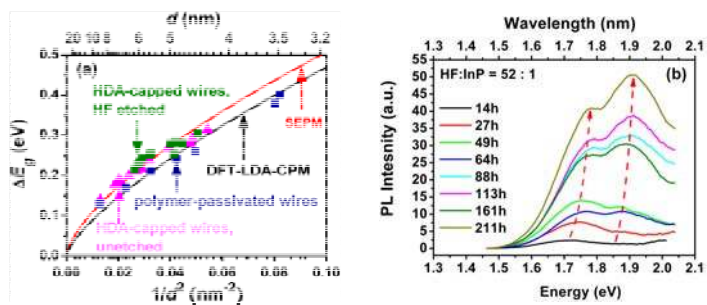 d (nm)
20 10 8 6 5 4 3.2
(a)
HDA-capped wires,
HF etched
SEPM
DFT-LDA-CPM
polymer-passivated wires
HDA-capped wires,
unetched
ΔEg (eV)
0.5
0.4
0.3
0.2
0.1
0.0
0.00 0.02 0.04 0.06 0.08 0.10
1/d² (nm⁻²)
Wavelength (nm)
1.3 1.4 1.5 1.6 1.7 1.8 1.9 2.0 2.1
HF:InP = 52 : 1
(b)
14h
27h
49h
64h
88h
113h
161h
211h
PL Intesnity (a.u.)
55
50
45
40
35
30
25
20
15
10
5
0
1.3 1.4 1.5 1.6 1.7 1.8 1.9 2.0 2.1
Energy (eV)